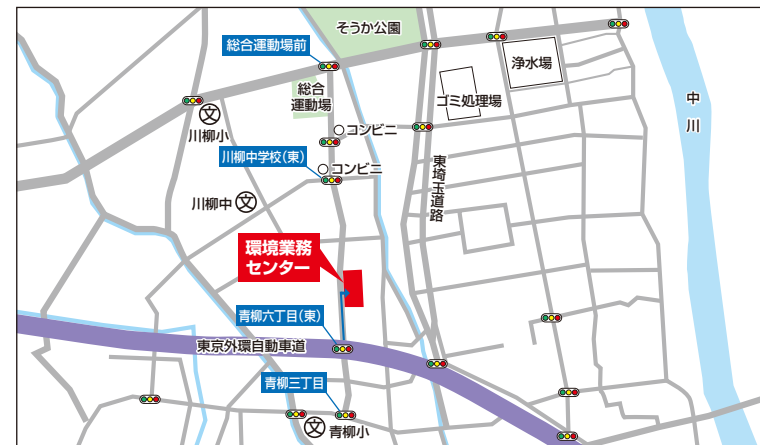 そうか公園
総合運動場前
浄水場
総合
運動場
ゴミ処理場
中川
文
川柳小
コンビニ
川柳中学校(東)
コンビニ
東埼玉道路
川柳中
文
環境業務
センター
青柳六丁目(東)
東京外環自動車道
青柳三丁目
文
青柳小